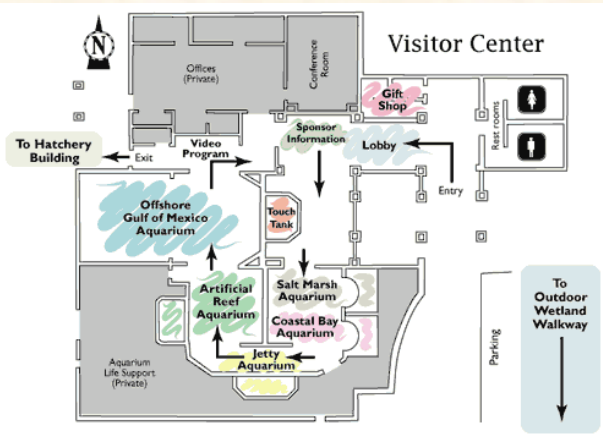 N
Visitor Center
Offices
(Private)
Conference
Room
Gift
Shop
Rest rooms
Sponsor
Information
Lobby
To Hatchery
Building
Exit
Video
Program
Entry
Offshore
Gulf of Mexico
Aquarium
Touch
Tank
Artificial
Reef
Aquarium
Salt Marsh
Aquarium
Coastal Bay
Aquarium
To
Outdoor
Wetland
Walkway
Jetty
Aquarium
Parking
Aquarium
Life Support
(Private)